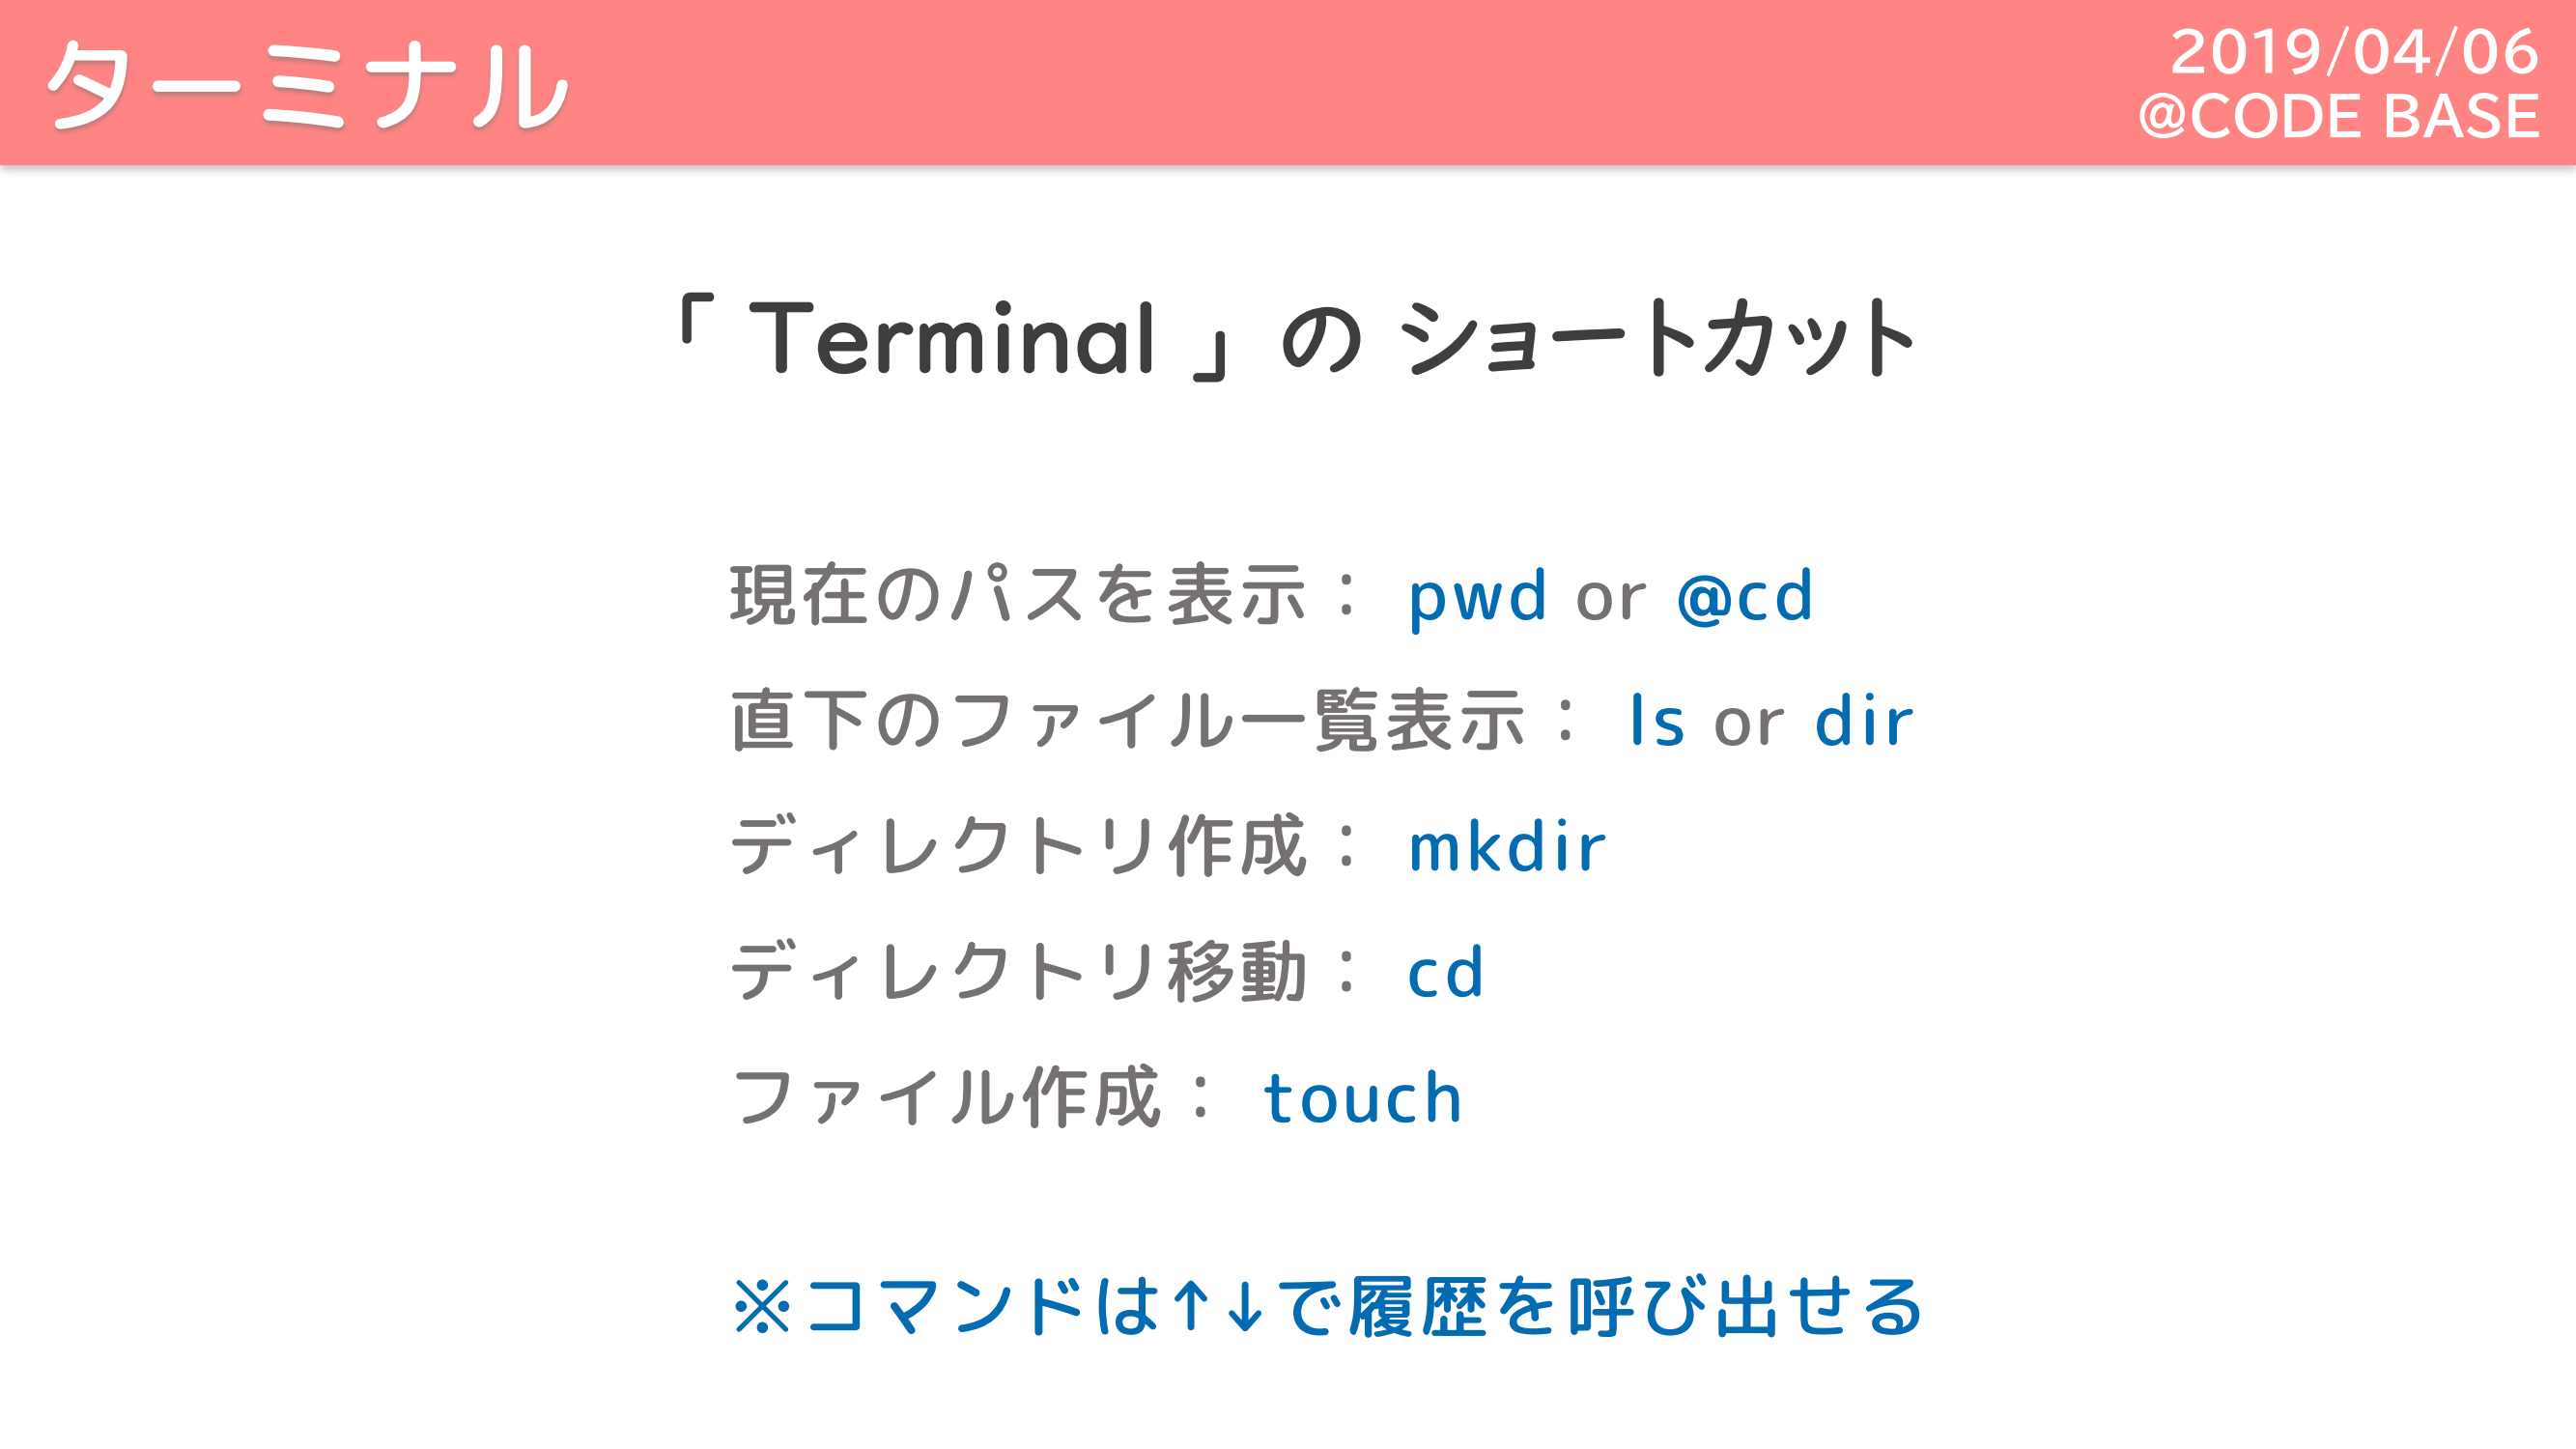 ターミナル
2019/04/06
@CODE BASE
「 Terminal 」の ショートカット
現在のパスを表示： pwd or @cd
直下のファイル一覧表示： ls or dir
ディレクトリ作成： mkdir
ディレクトリ移動： cd
ファイル作成： touch
※コマンドは↑↓で履歴を呼び出せる